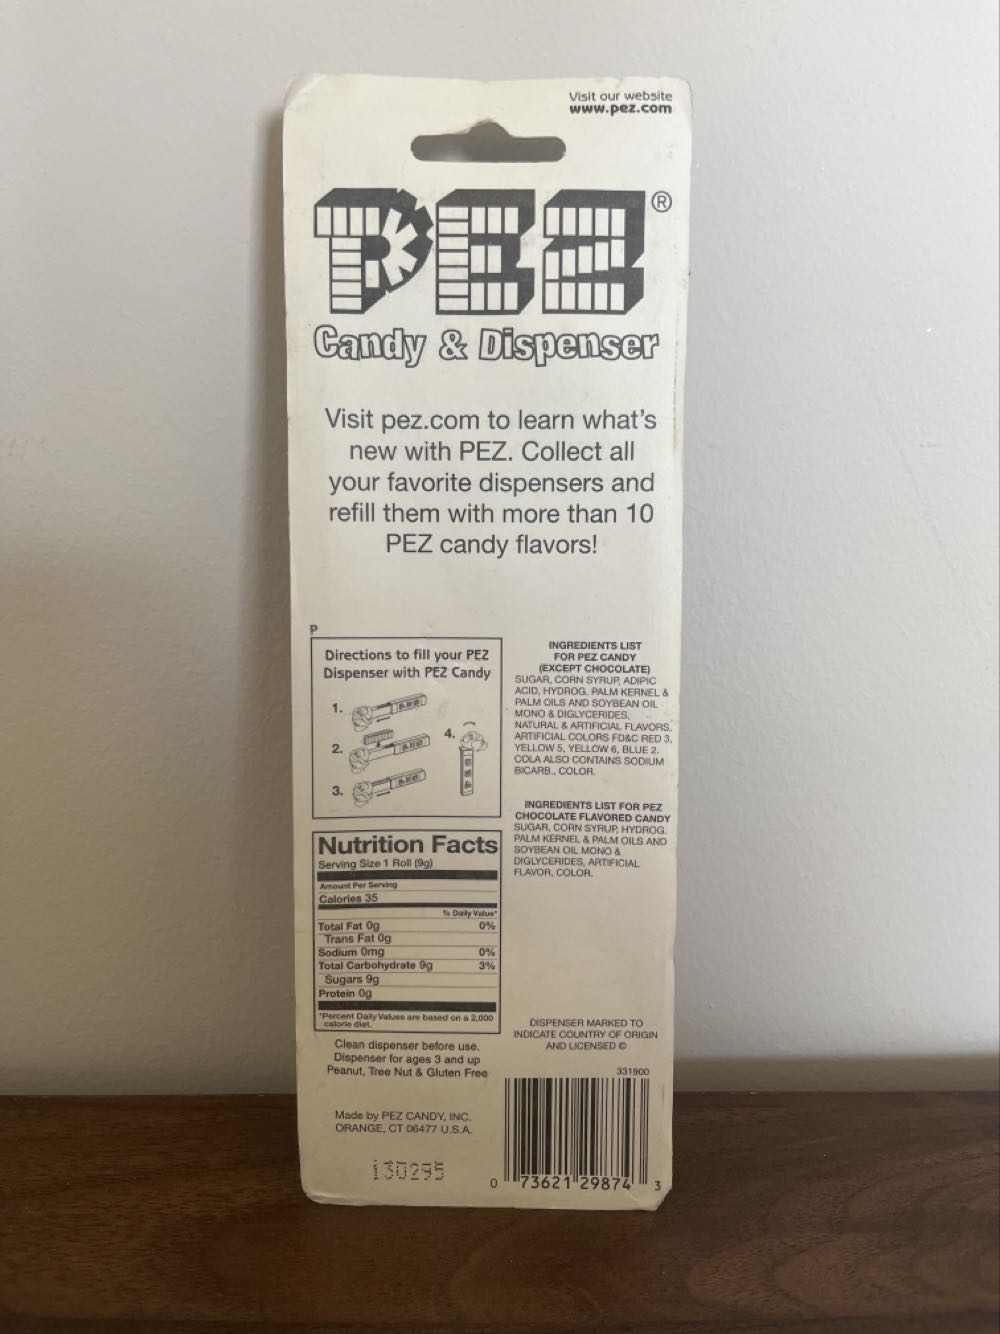 Visit our website
www.pez.com
PEZ®
Candy & Dispenser
Visit pez.com to learn what's
new with PEZ. Collect all
your favorite dispensers and
refill them with more than 10
PEZ candy flavors!
P
Directions to fill your PEZ
Dispenser with PEZ Candy
1.
2.
3.
4.
INGREDIENTS LIST
FOR PEZ CANDY
(EXCEPT CHOCOLATE)
SUGAR, CORN SYRUP, ADIPIC
ACID, HYDROG. PALM KERNEL &
PALM OILS AND SOYBEAN OIL
MONO & DIGLYCERIDES,
NATURAL & ARTIFICIAL FLAVORS,
ARTIFICIAL COLORS FD&C RED 3,
YELLOW 5, YELLOW 6, BLUE 2.
COLA ALSO CONTAINS SODIUM
BICARB., COLOR.
INGREDIENTS LIST FOR PEZ
CHOCOLATE FLAVORED CANDY
SUGAR, CORN SYRUP, HYDROG.
PALM KERNEL & PALM OILS AND
SOYBEAN OIL MONO &
DIGLYCERIDES, ARTIFICIAL
FLAVOR, COLOR.
Nutrition Facts
Serving Size 1 Roll (9g)
Amount Per Serving
Calories 35
% Daily Value*
Total Fat 0g 0%
Trans Fat 0g
Sodium 0mg 0%
Total Carbohydrate 9g 3%
Sugars 9g
Protein 0g
*Percent Daily Values are based on a 2,000
calorie diet.
Clean dispenser before use.
Dispenser for ages 3 and up
Peanut, Tree Nut & Gluten Free
Made by PEZ CANDY, INC.
ORANGE, CT 06477 U.S.A.
130295
DISPENSER MARKED TO
INDICATE COUNTRY OF ORIGIN
AND LICENSED ©
331900
0 73621 29874 3